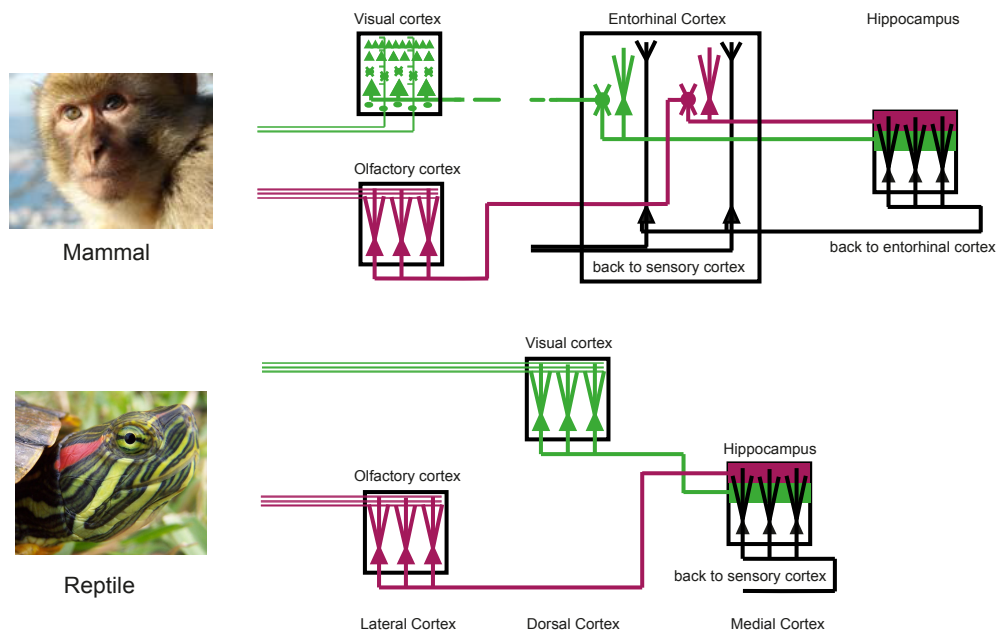 Visual cortex
Entorhinal Cortex
Hippocampus
Olfactory cortex
Mammal
back to sensory cortex
back to entorhinal cortex
Visual cortex
Olfactory cortex
Hippocampus
back to sensory cortex
Reptile
Lateral Cortex
Dorsal Cortex
Medial Cortex